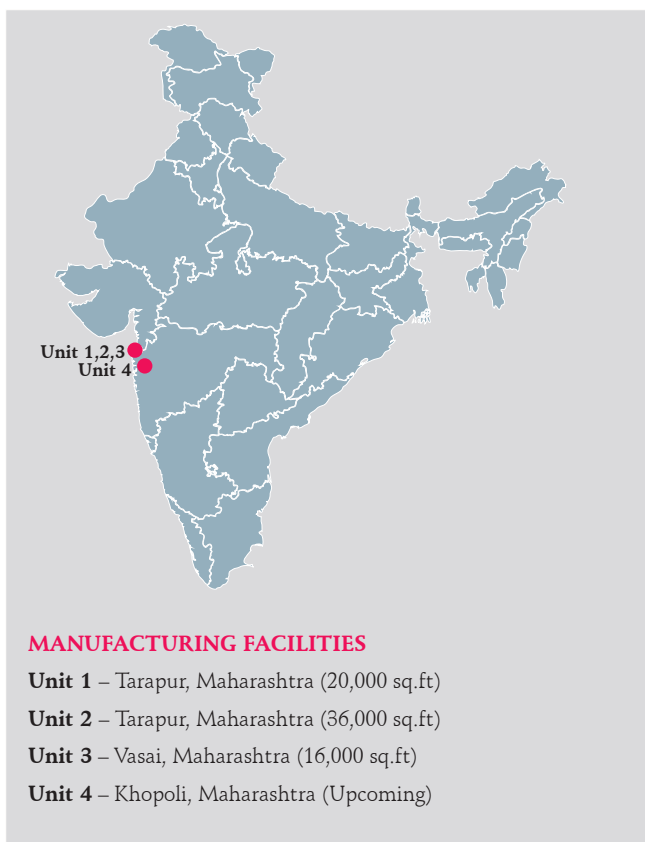 Unit 1,2,3
Unit 4
MANUFACTURING FACILITIES
Unit 1 – Tarapur, Maharashtra (20,000 sq.ft)
Unit 2 – Tarapur, Maharashtra (36,000 sq.ft)
Unit 3 – Vasai, Maharashtra (16,000 sq.ft)
Unit 4 – Khopoli, Maharashtra (Upcoming)